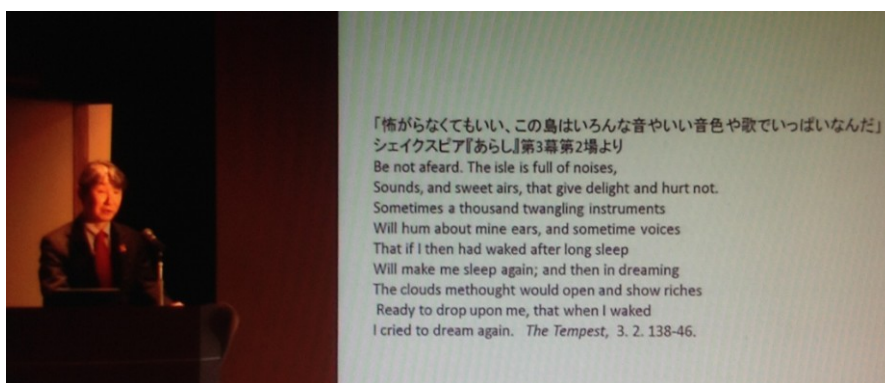 「怖がらなくてもいい、この島はいろんな音やいい音色や歌でいっぱいなんだ」
シェイクスピア『あらし』第3幕第2場より
Be not afeard. The isle is full of noises,
Sounds, and sweet airs, that give delight and hurt not.
Sometimes a thousand twangling instruments
Will hum about mine ears, and sometime voices
That if I then had waked after long sleep
Will make me sleep again; and then in dreaming
The clouds methought would open and show riches
Ready to drop upon me, that when I waked
I cried to dream again. The Tempest, 3. 2. 138-46.